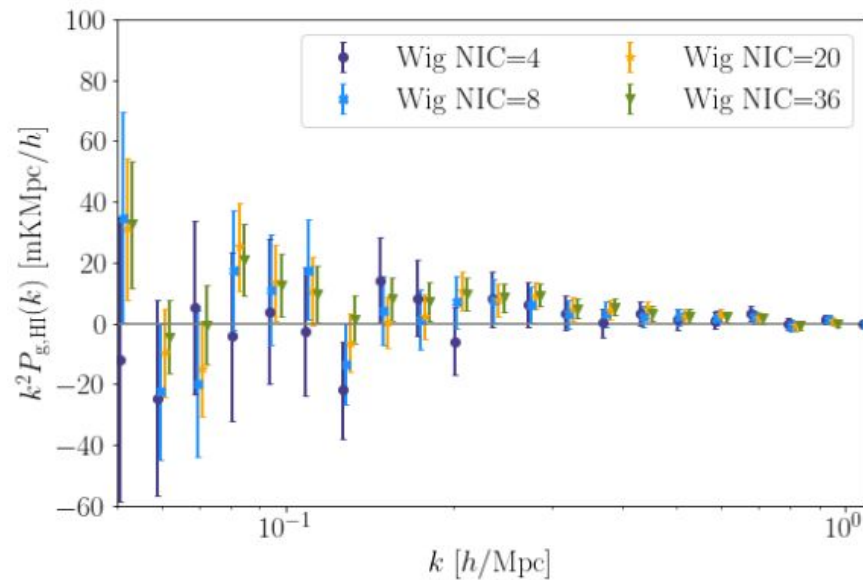 100
80
60
40
20
0
−20
−40
−60
k²P_g,HI(k) [mKMpc/h]
Wig NIC=4
Wig NIC=8
Wig NIC=20
Wig NIC=36
10⁻¹
10⁰
k [h/Mpc]